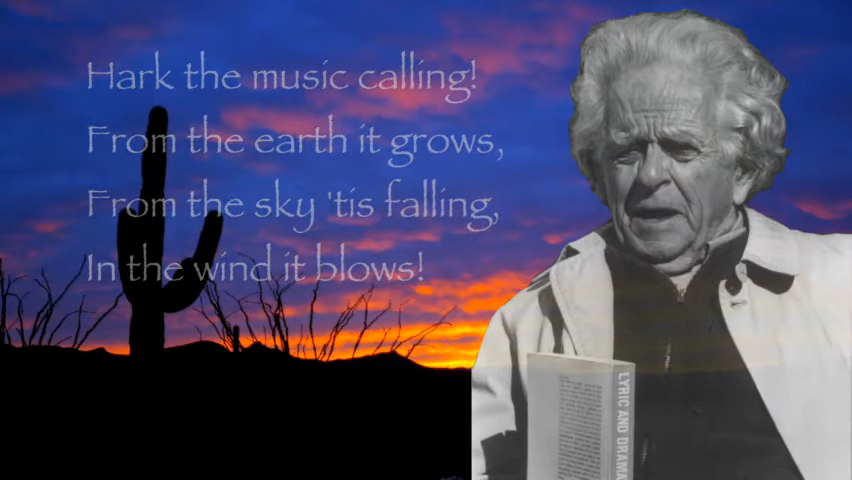 Hark the music calling!
From the earth it grows,
From the sky 'tis falling,
In the wind it blows!
LYRIC AND DRAMA